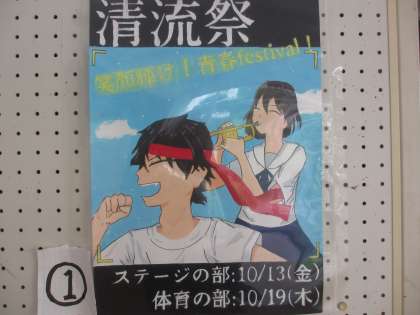 清流祭
笑顔輝け！青春festival！
ステージの部:10/13(金)
体育の部:10/19(木)
①